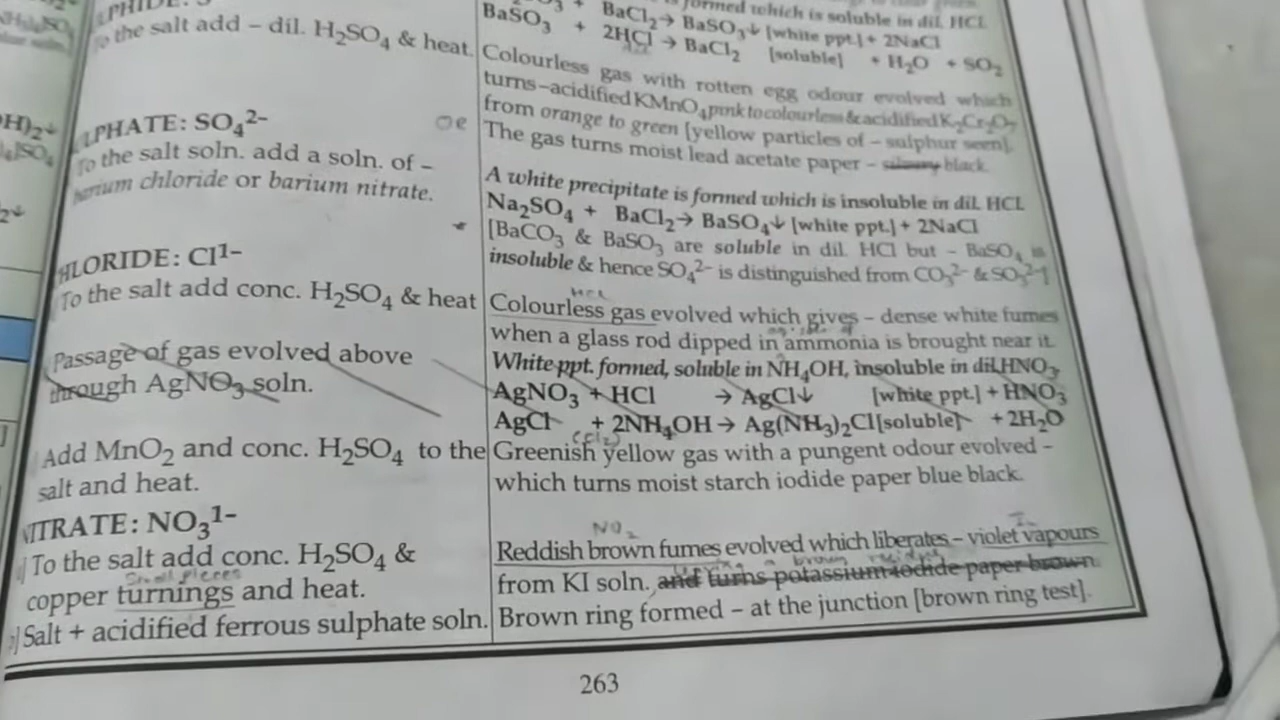 formed which is soluble in dil. HCl.
BaCl₂→ BaSO₃↓ [white ppt.] + 2NaCl
BaSO₃ + 2HCl → BaCl₂ [soluble] + H₂O + SO₂
To the salt add – dil. H₂SO₄ & heat.
Colourless gas with rotten egg odour evolved which
turns–acidified KMnO₄ pink to colourless & acidified K₂Cr₂O₇
from orange to green [yellow particles of – sulphur seen].
The gas turns moist lead acetate paper – silvery black.
LPHATE: SO₄²⁻
To the salt soln. add a soln. of –
barium chloride or barium nitrate.
A white precipitate is formed which is insoluble in dil. HCl.
Na₂SO₄ + BaCl₂→ BaSO₄↓ [white ppt.] + 2NaCl
[BaCO₃ & BaSO₃ are soluble in dil. HCl but – BaSO₄ is
insoluble & hence SO₄²⁻ is distinguished from CO₃²⁻ & SO₃²⁻]
HLORIDE: Cl¹⁻
To the salt add conc. H₂SO₄ & heat
HCl
Colourless gas evolved which gives – dense white fumes
when a glass rod dipped in ammonia is brought near it.
Passage of gas evolved above
through AgNO₃ soln.
White ppt. formed, soluble in NH₄OH, insoluble in dil.HNO₃
AgNO₃ + HCl → AgCl↓ [white ppt.] + HNO₃
AgCl + 2NH₄OH → Ag(NH₃)₂Cl[soluble] + 2H₂O
Add MnO₂ and conc. H₂SO₄ to the
salt and heat.
(Cl₂)
Greenish yellow gas with a pungent odour evolved –
which turns moist starch iodide paper blue black.
ITRATE: NO₃¹⁻
To the salt add conc. H₂SO₄ &
small pieces
copper turnings and heat.
NO₂
Reddish brown fumes evolved which liberates – violet vapours
from KI soln. and turns potassium iodide paper brown.
Salt + acidified ferrous sulphate soln.
Brown ring formed – at the junction [brown ring test].
263